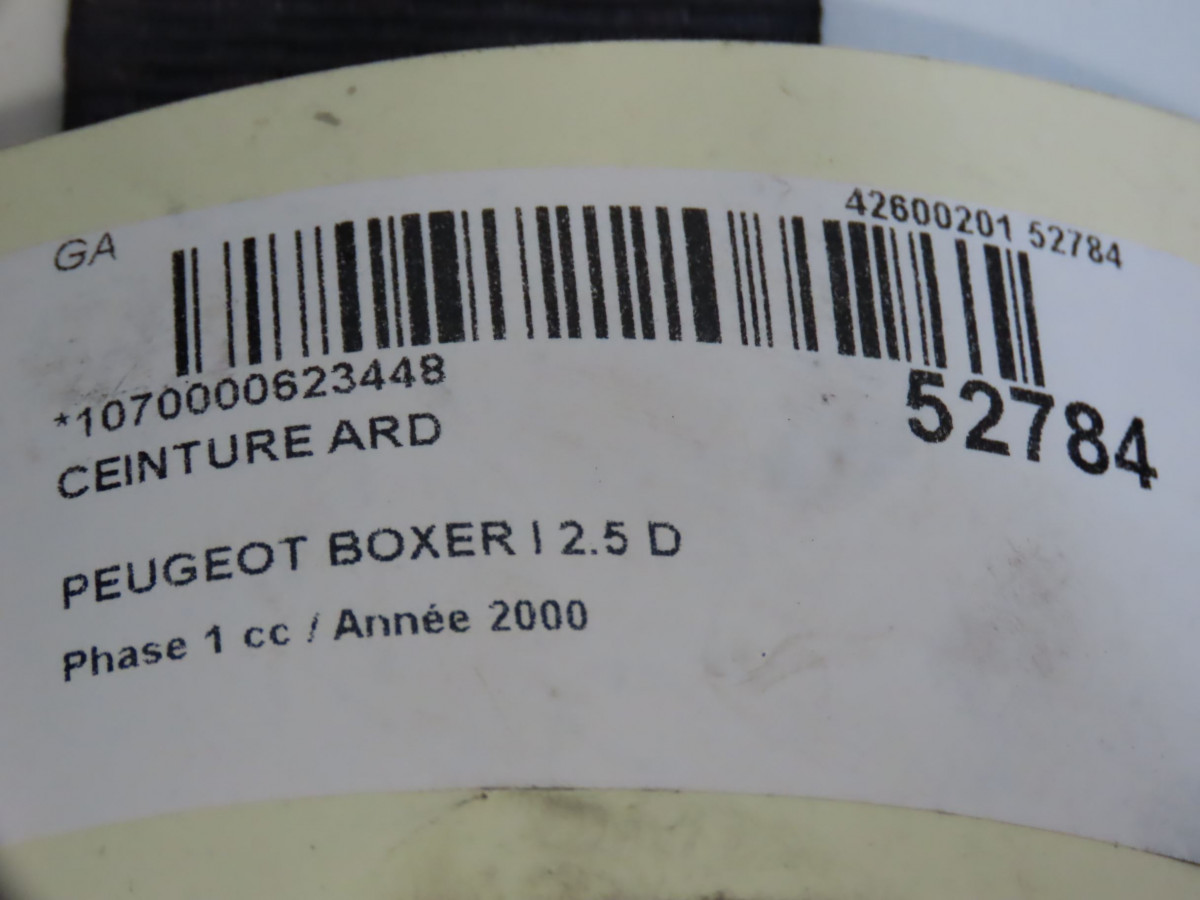 GA
42600201 52784
*1070000623448
52784
CEINTURE ARD
PEUGEOT BOXER I 2.5 D
Phase 1 cc / Année 2000